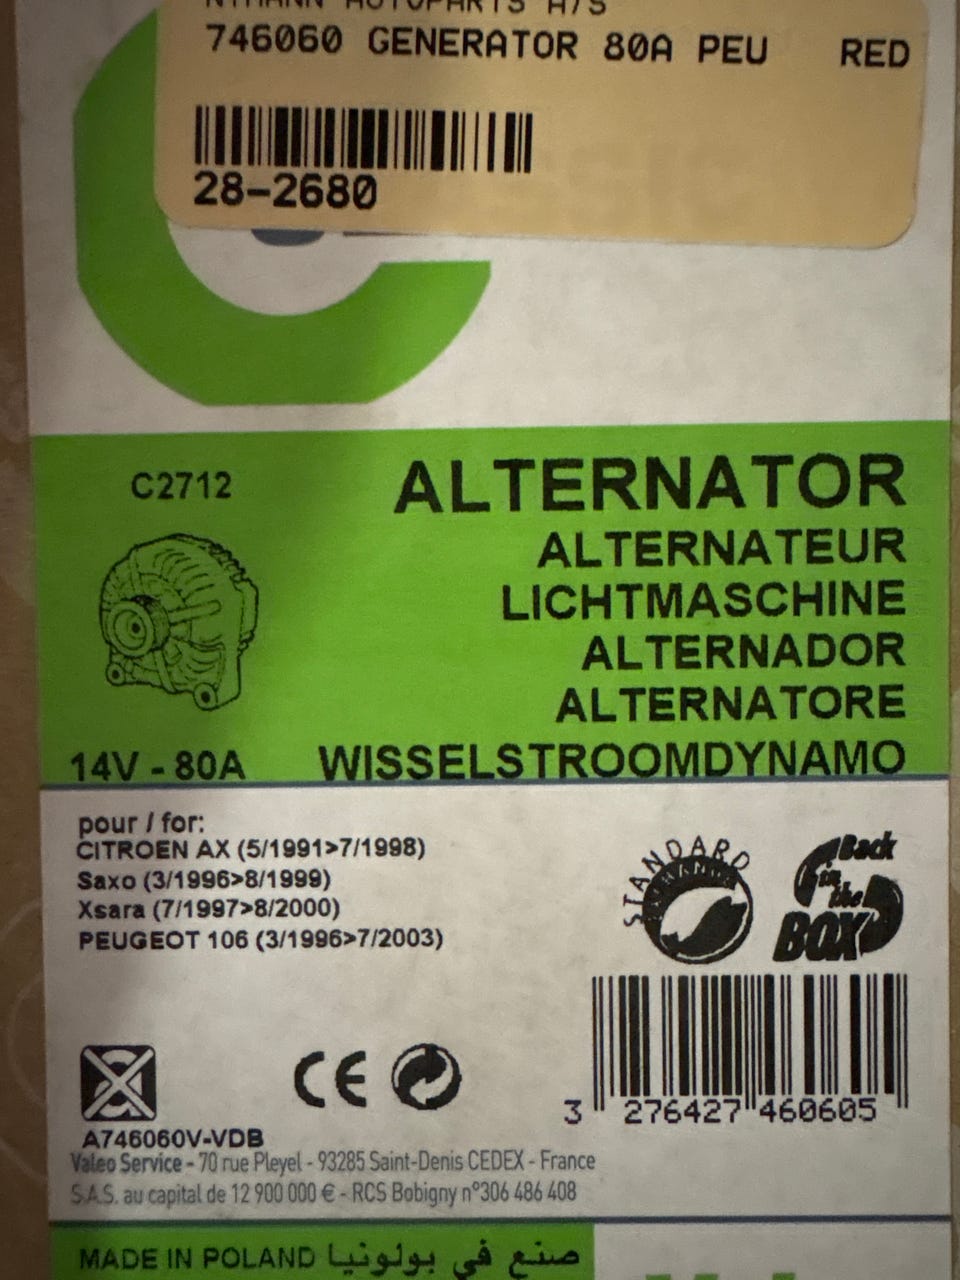 NYMANN AUTOPARTS A/S
746060 GENERATOR 80A PEU RED
28-2680
C2712
ALTERNATOR
ALTERNATEUR
LICHTMASCHINE
ALTERNADOR
ALTERNATORE
14V - 80A WISSELSTROOMDYNAMO
pour / for:
CITROEN AX (5/1991>7/1998)
Saxo (3/1996>8/1999)
Xsara (7/1997>8/2000)
PEUGEOT 106 (3/1996>7/2003)
STANDARD
Back
in the
BOX
CE
3 276427 460605
A746060V-VDB
Valeo Service - 70 rue Pleyel - 93285 Saint-Denis CEDEX - France
S.A.S. au capital de 12 900 000 € - RCS Bobigny n°306 486 408
MADE IN POLAND صنع في بولونيا